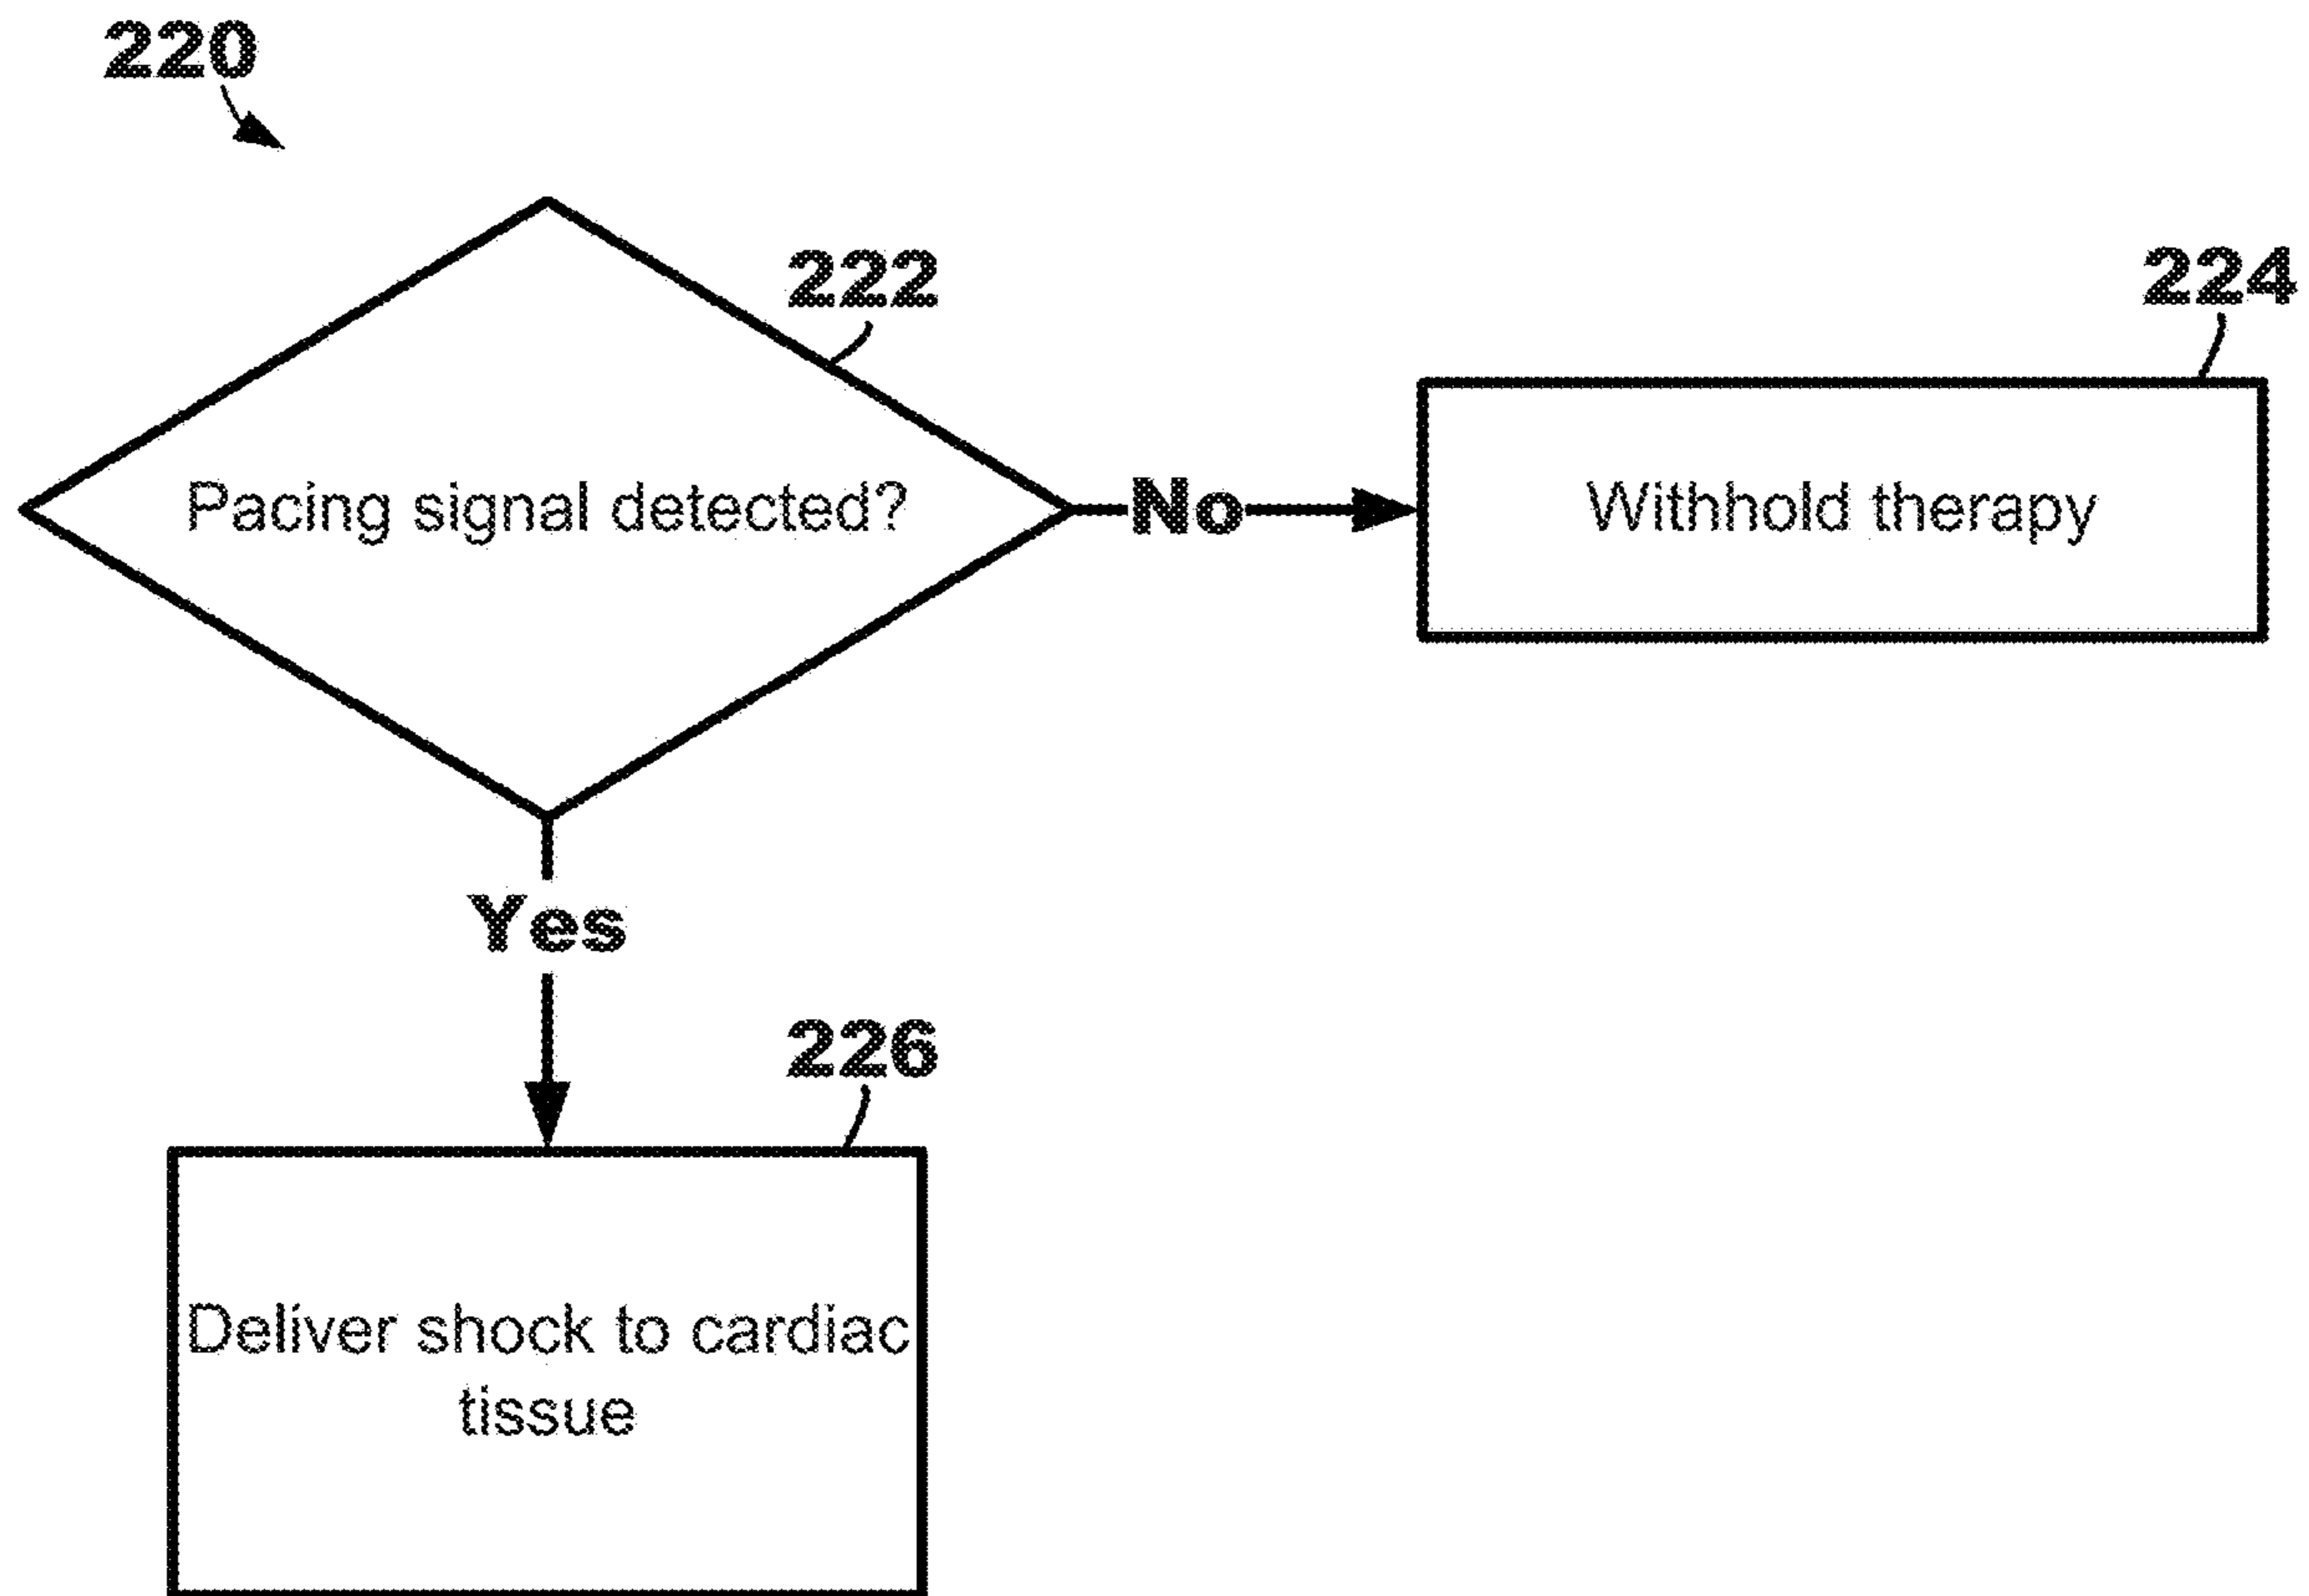 220
222
224
Pacing signal detected?
No
Withhold therapy
Yes
226
Deliver shock to cardiac
tissue